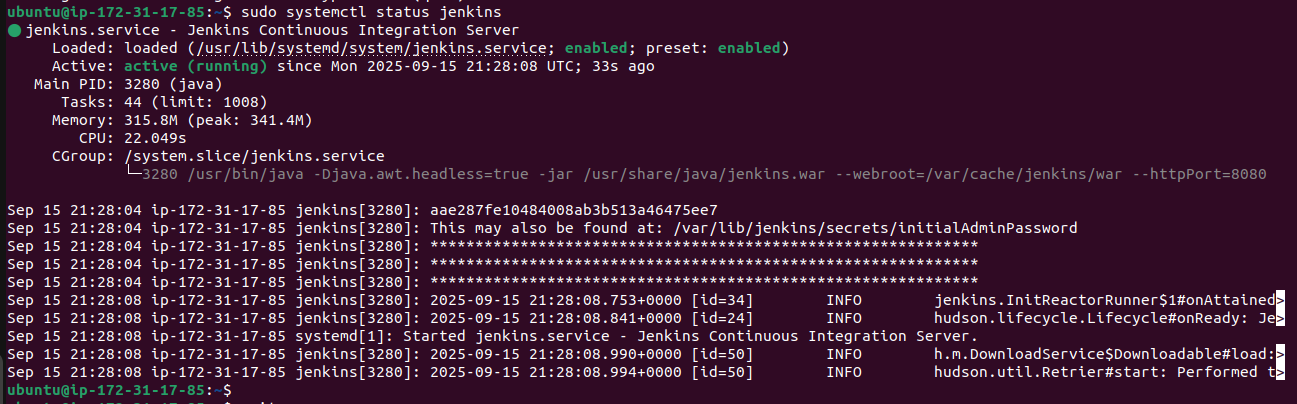 ubuntu@ip-172-31-17-85:~$ sudo systemctl status jenkins
● jenkins.service - Jenkins Continuous Integration Server
     Loaded: loaded (/usr/lib/systemd/system/jenkins.service; enabled; preset: enabled)
     Active: active (running) since Mon 2025-09-15 21:28:08 UTC; 33s ago
   Main PID: 3280 (java)
      Tasks: 44 (limit: 1008)
     Memory: 315.8M (peak: 341.4M)
        CPU: 22.049s
     CGroup: /system.slice/jenkins.service
             └─3280 /usr/bin/java -Djava.awt.headless=true -jar /usr/share/java/jenkins.war --webroot=/var/cache/jenkins/war --httpPort=8080
Sep 15 21:28:04 ip-172-31-17-85 jenkins[3280]: aae287fe10484008ab3b513a46475ee7
Sep 15 21:28:04 ip-172-31-17-85 jenkins[3280]: This may also be found at: /var/lib/jenkins/secrets/initialAdminPassword
Sep 15 21:28:04 ip-172-31-17-85 jenkins[3280]: *************************************************************
Sep 15 21:28:04 ip-172-31-17-85 jenkins[3280]: *************************************************************
Sep 15 21:28:04 ip-172-31-17-85 jenkins[3280]: *************************************************************
Sep 15 21:28:08 ip-172-31-17-85 jenkins[3280]: 2025-09-15 21:28:08.753+0000 [id=34]        INFO        jenkins.InitReactorRunner$1#onAttained>
Sep 15 21:28:08 ip-172-31-17-85 jenkins[3280]: 2025-09-15 21:28:08.841+0000 [id=24]        INFO        hudson.lifecycle.Lifecycle#onReady: Je>
Sep 15 21:28:08 ip-172-31-17-85 systemd[1]: Started jenkins.service - Jenkins Continuous Integration Server.
Sep 15 21:28:08 ip-172-31-17-85 jenkins[3280]: 2025-09-15 21:28:08.990+0000 [id=50]        INFO        h.m.DownloadService$Downloadable#load:>
Sep 15 21:28:08 ip-172-31-17-85 jenkins[3280]: 2025-09-15 21:28:08.994+0000 [id=50]        INFO        hudson.util.Retrier#start: Performed t>
ubuntu@ip-172-31-17-85:~$